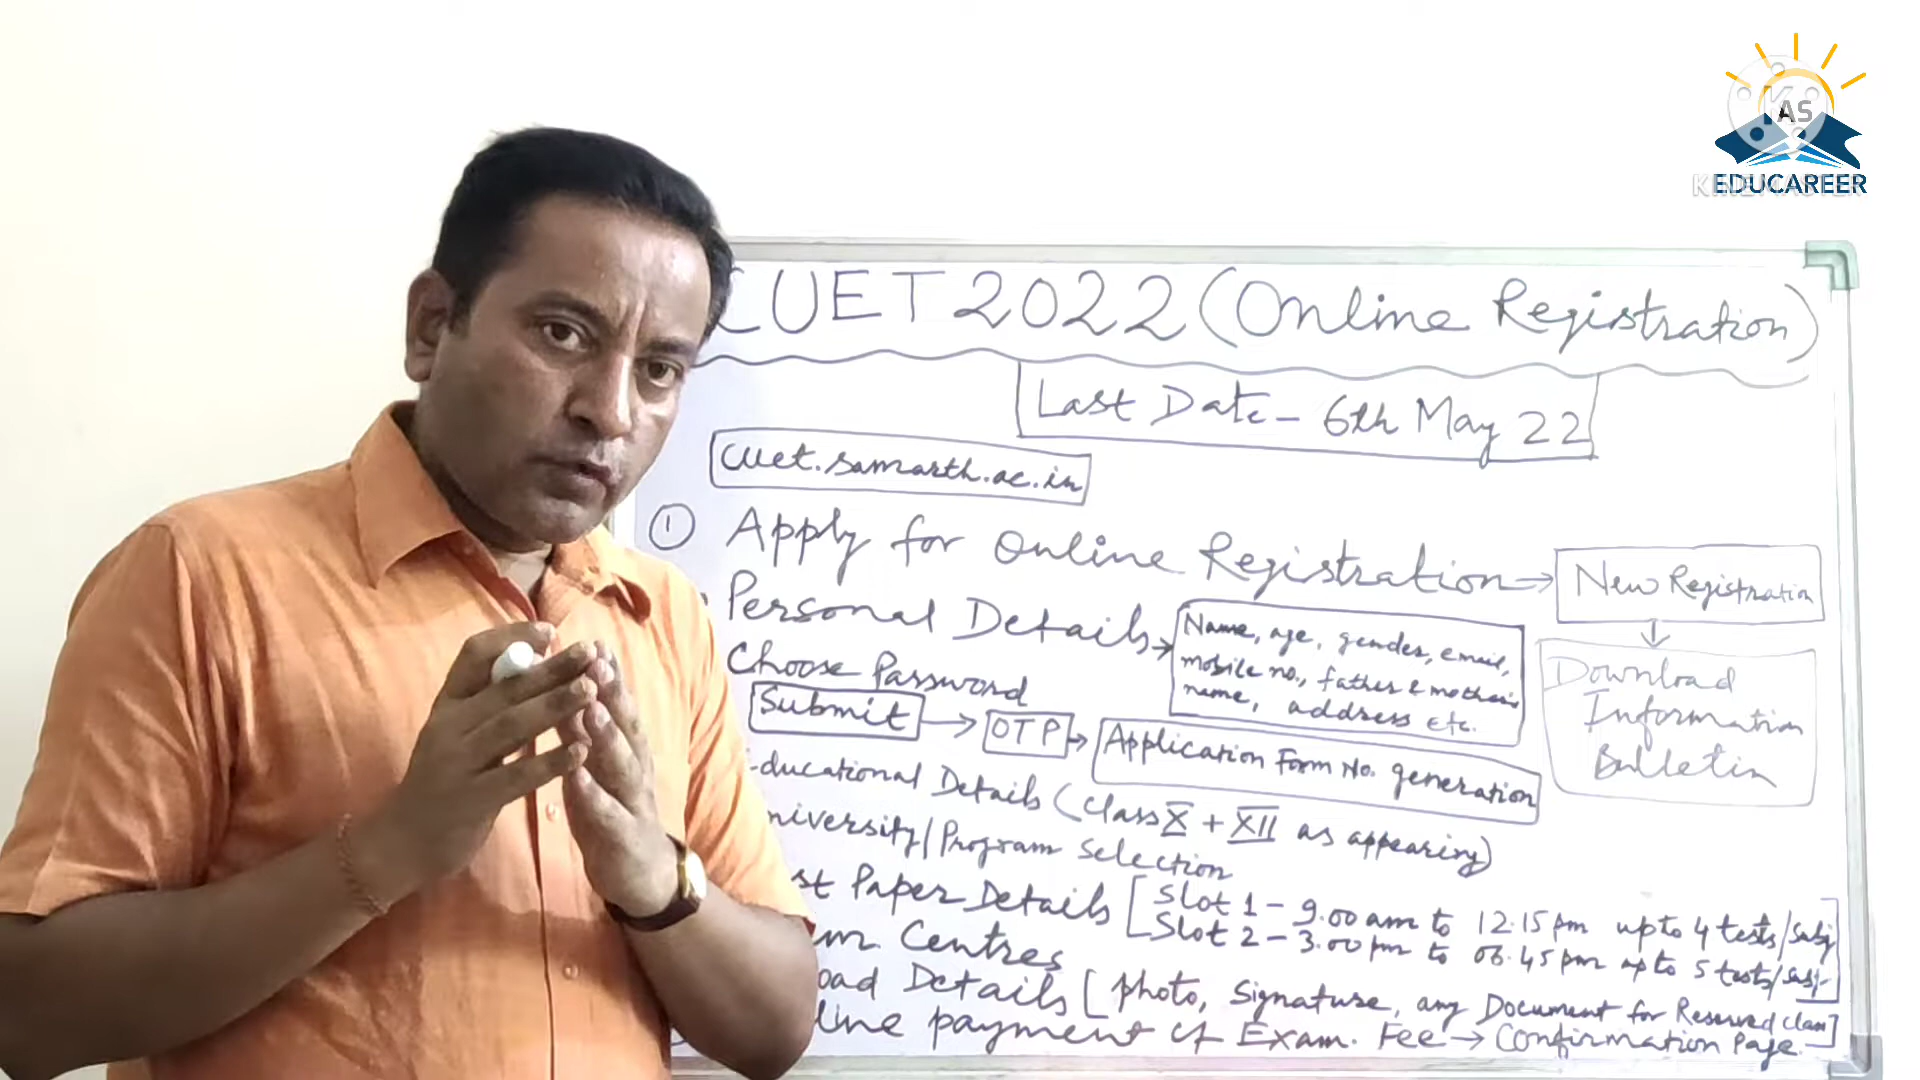 AS
EDUCAREER
KINEMASTER
CUET 2022 (Online Registration)
Last Date - 6th May 22
cuet.samarth.ac.in
① Apply for Online Registration → New Registration
Personal Details → Name, age, gender, email,
mobile no., father & mother's
name, address etc.
Download
Information
Bulletin
Choose Password
Submit → OTP → Application Form No. generation
ducational Details (Class X + XII as appearing)
niversity/Program Selection
st Paper Details [Slot 1 - 9.00 am to 12.15 pm upto 4 tests/subj
Slot 2 - 3.00 pm to 06.45 pm upto 5 tests/subj]
am. Centres
oad Details [photo, Signature, any Document for Reserved class]
line payment of Exam. Fee → Confirmation Page.